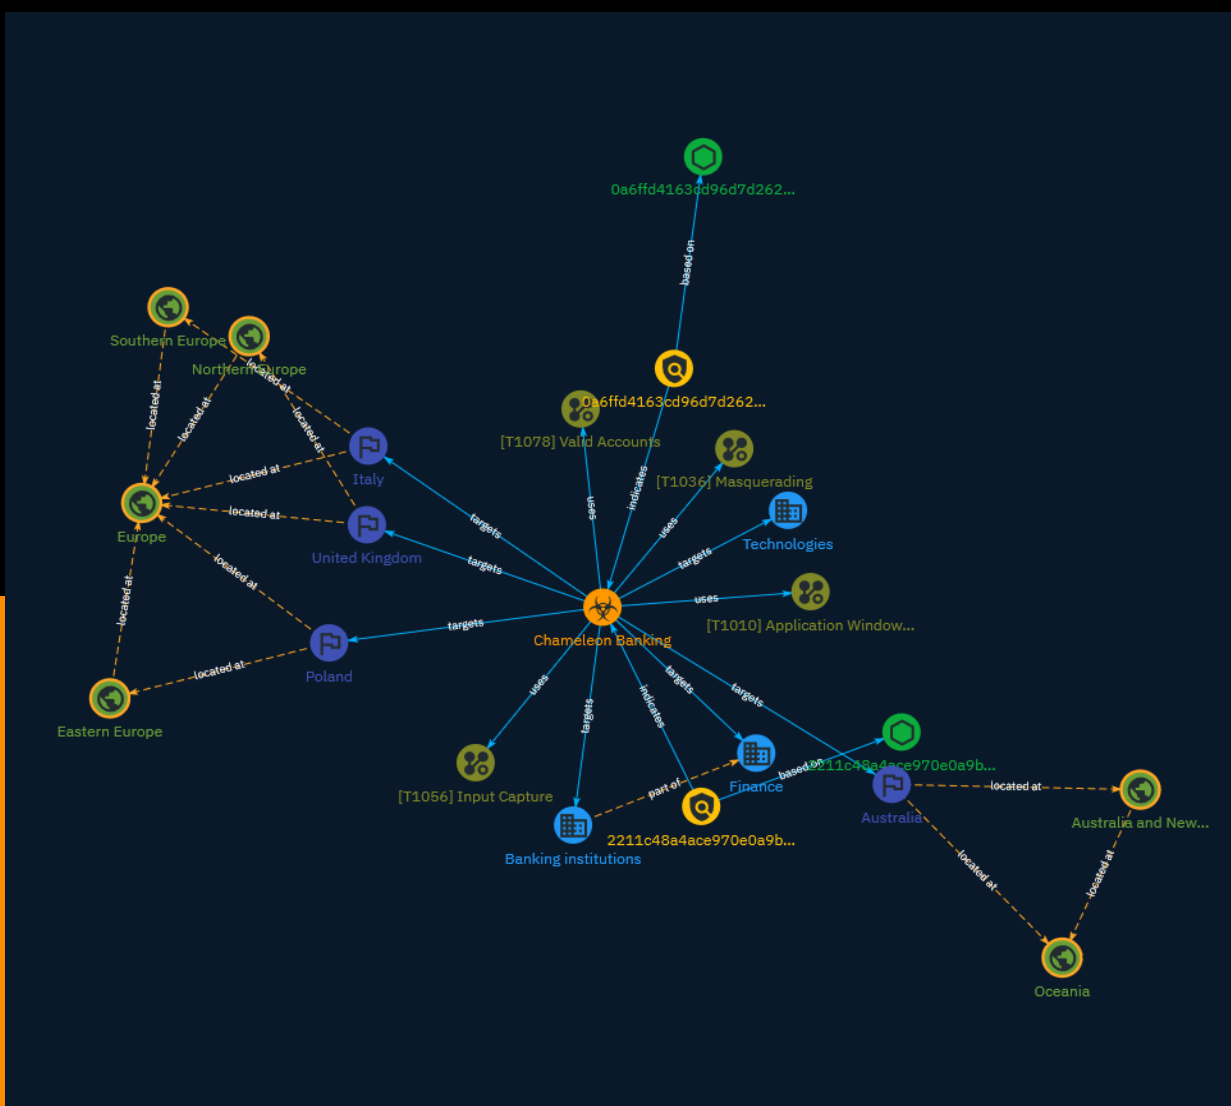 0a6ffd4163cd96d7d262...
based on
Southern Europe
Northern Europe
located at
0a6ffd4163cd96d7d262...
located at
located at
located at
[T1078] Valid Accounts
indicates
[T1036] Masquerading
located at
Italy
uses
uses
located at
targets
Technologies
Europe
United Kingdom
targets
targets
located at
located at
uses
[T1010] Application Window...
targets
Chameleon Banking
Poland
located at
uses
targets
targets
indicates
targets
Eastern Europe
2211c48a4ace970e0a9b...
based on
part of
Finance
located at
[T1056] Input Capture
Australia
Australia and New...
2211c48a4ace970e0a9b...
Banking institutions
located at
located at
Oceania